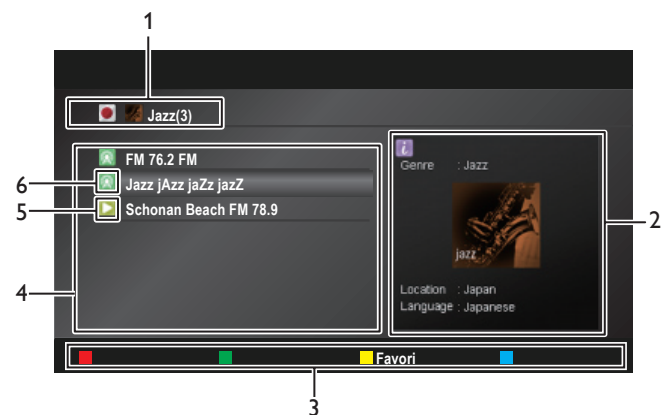 1
Jazz(3)
FM 76.2 FM
6
Jazz jAzz jaZz jazZ
5
Schonan Beach FM 78.9
4
i
Genre : Jazz
jazz
2
Location : Japan
Language : Japanese
Favori
3